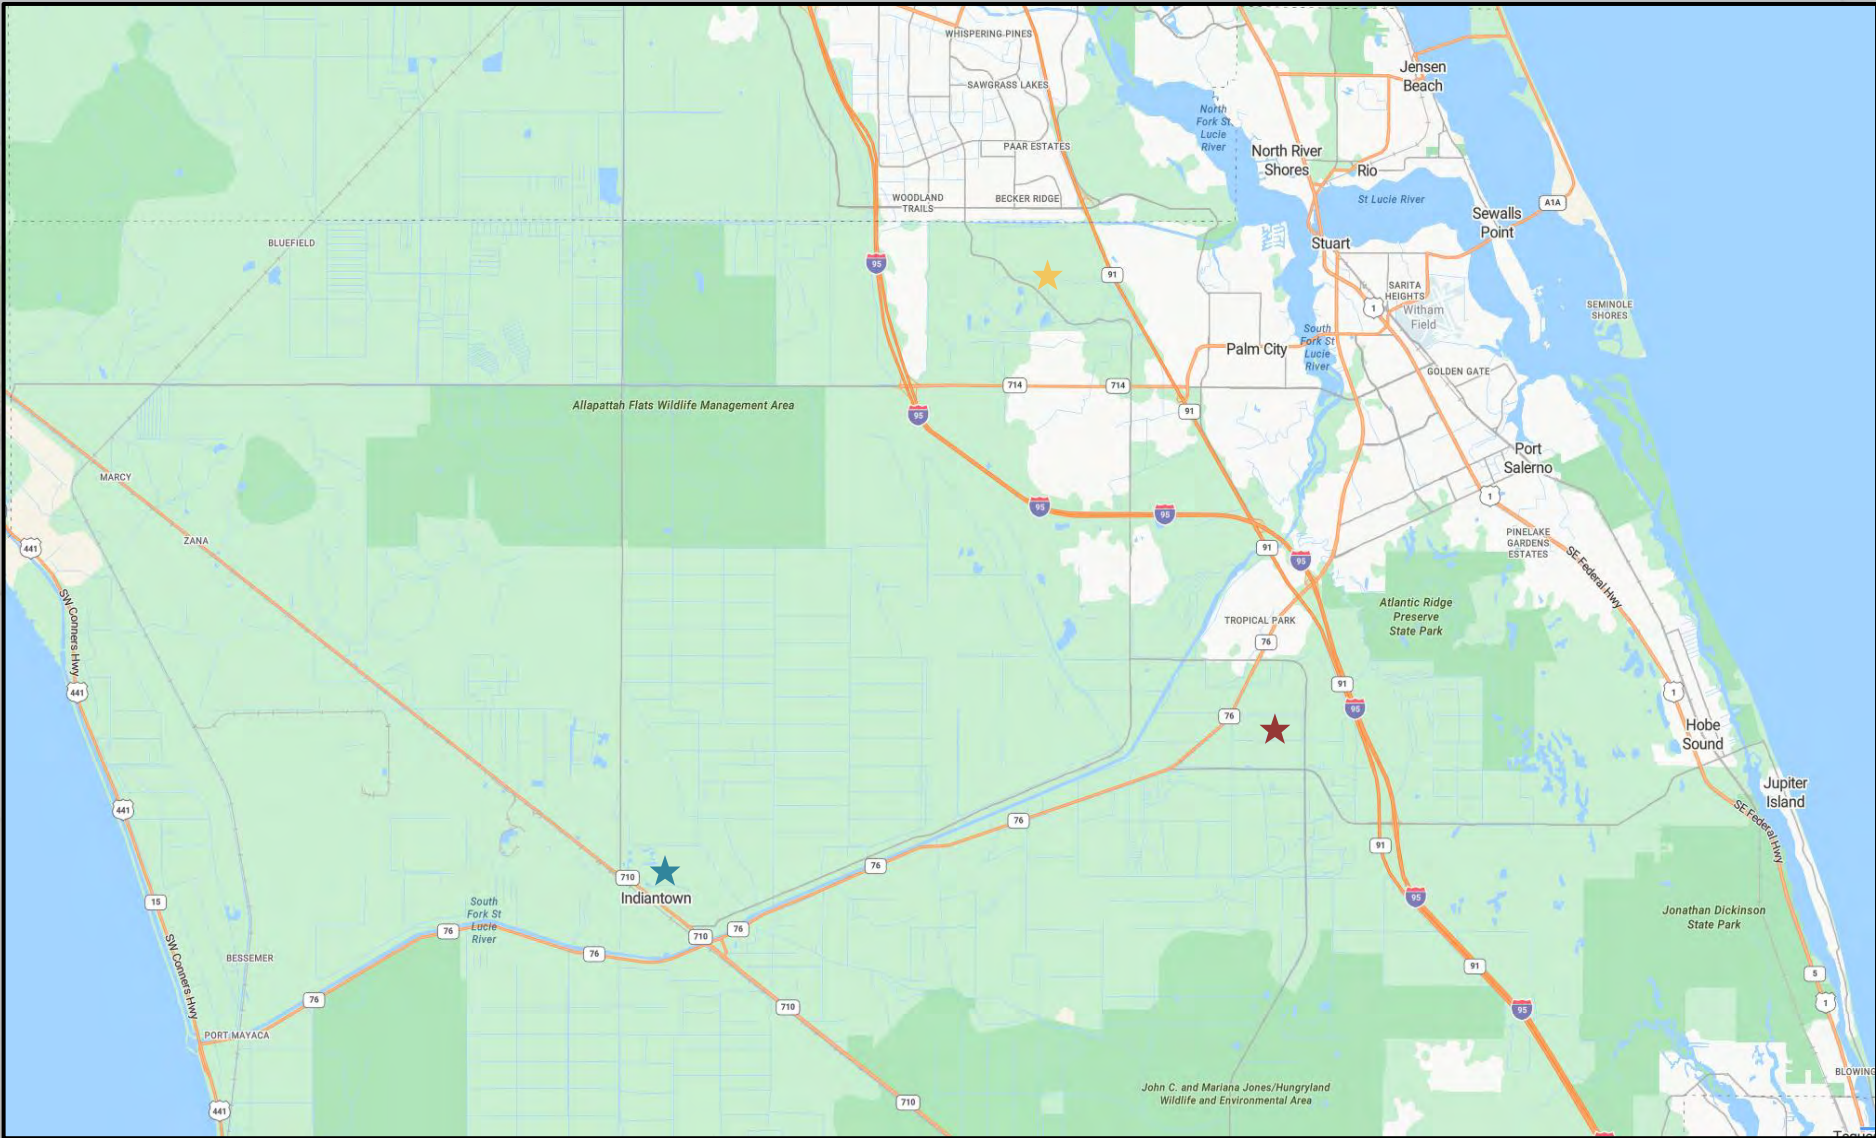 WHISPERING PINES
Jensen
Beach
SAWGRASS LAKES
North
Fork St
Lucie
River
PAAR ESTATES
North River
Shores
Rio
WOODLAND
TRAILS
BECKER RIDGE
St Lucie River
A1A
Sewalls
Point
BLUEFIELD
Stuart
95
91
SARITA
HEIGHTS
1
Witham
Field
SEMINOLE
SHORES
South
Fork St
Lucie
River
Palm City
GOLDEN GATE
714
714
Allapattah Flats Wildlife Management Area
95
91
Port
Salerno
MARCY
1
95
95
ZANA
441
91
95
PINELAKE
GARDENS
ESTATES
SE Federal Hwy
SW Conners Hwy
Atlantic Ridge
Preserve
State Park
TROPICAL PARK
76
441
91
1
95
76
Hobe
Sound
Jupiter
Island
441
76
SE Federal Hwy
91
76
710
Indiantown
95
15
South
Fork St
Lucie
River
Jonathan Dickinson
State Park
76
710
76
76
SW Conners Hwy
BESSEMER
91
5
76
710
95
1
PORT MAYACA
BLOWING
John C. and Mariana Jones/Hungryland
Wildlife and Environmental Area
710
441